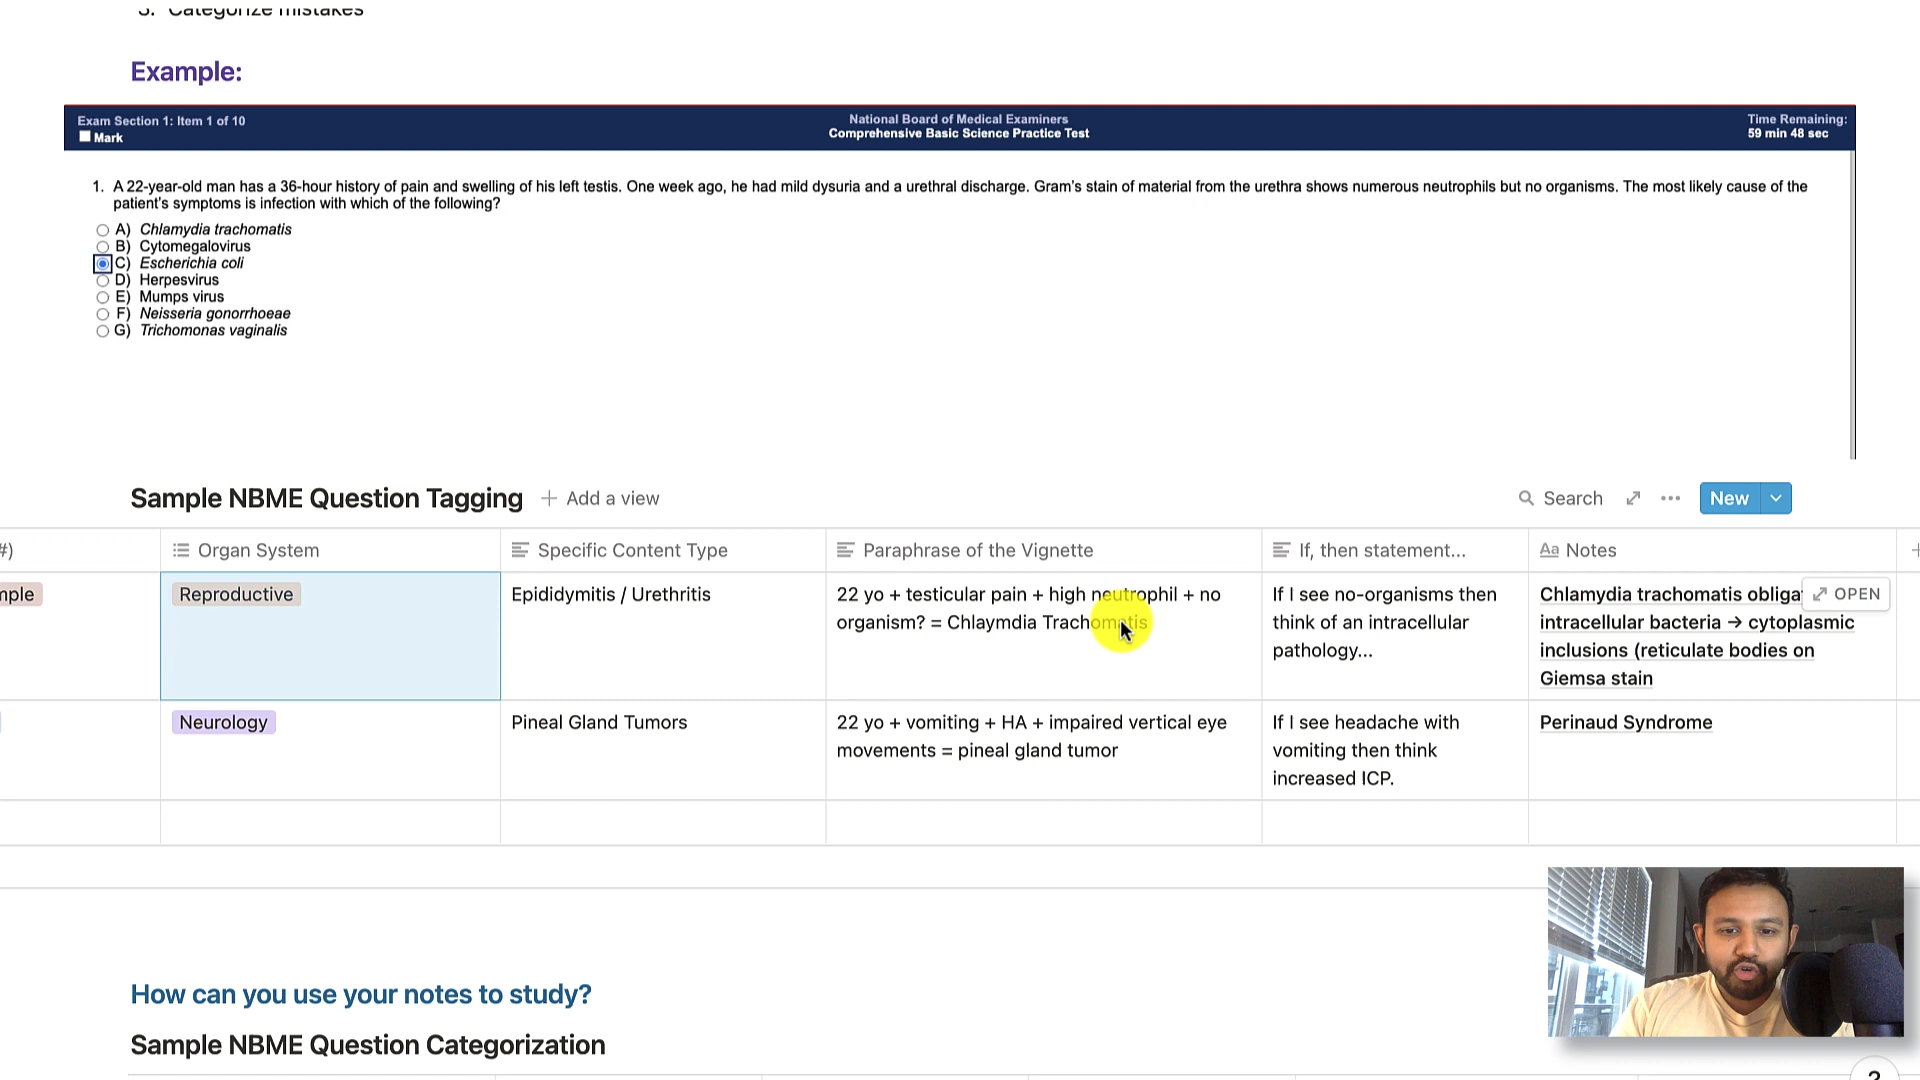 3. Categorize mistakes
Example:
Exam Section 1: Item 1 of 10
Mark
National Board of Medical Examiners
Comprehensive Basic Science Practice Test
Time Remaining:
59 min 48 sec
1. A 22-year-old man has a 36-hour history of pain and swelling of his left testis. One week ago, he had mild dysuria and a urethral discharge. Gram's stain of material from the urethra shows numerous neutrophils but no organisms. The most likely cause of the
patient's symptoms is infection with which of the following?
A) Chlamydia trachomatis
B) Cytomegalovirus
C) Escherichia coli
D) Herpesvirus
E) Mumps virus
F) Neisseria gonorrhoeae
G) Trichomonas vaginalis
Sample NBME Question Tagging
+ Add a view
Search
New
#)
Organ System
Specific Content Type
Paraphrase of the Vignette
If, then statement...
Aa Notes
mple
Reproductive
Epididymitis / Urethritis
22 yo + testicular pain + high neutrophil + no
organism? = Chlaymdia Trachomatis
If I see no-organisms then
think of an intracellular
pathology...
Chlamydia trachomatis obliga
OPEN
intracellular bacteria → cytoplasmic
inclusions (reticulate bodies on
Giemsa stain
Neurology
Pineal Gland Tumors
22 yo + vomiting + HA + impaired vertical eye
movements = pineal gland tumor
If I see headache with
vomiting then think
increased ICP.
Perinaud Syndrome
How can you use your notes to study?
Sample NBME Question Categorization
?